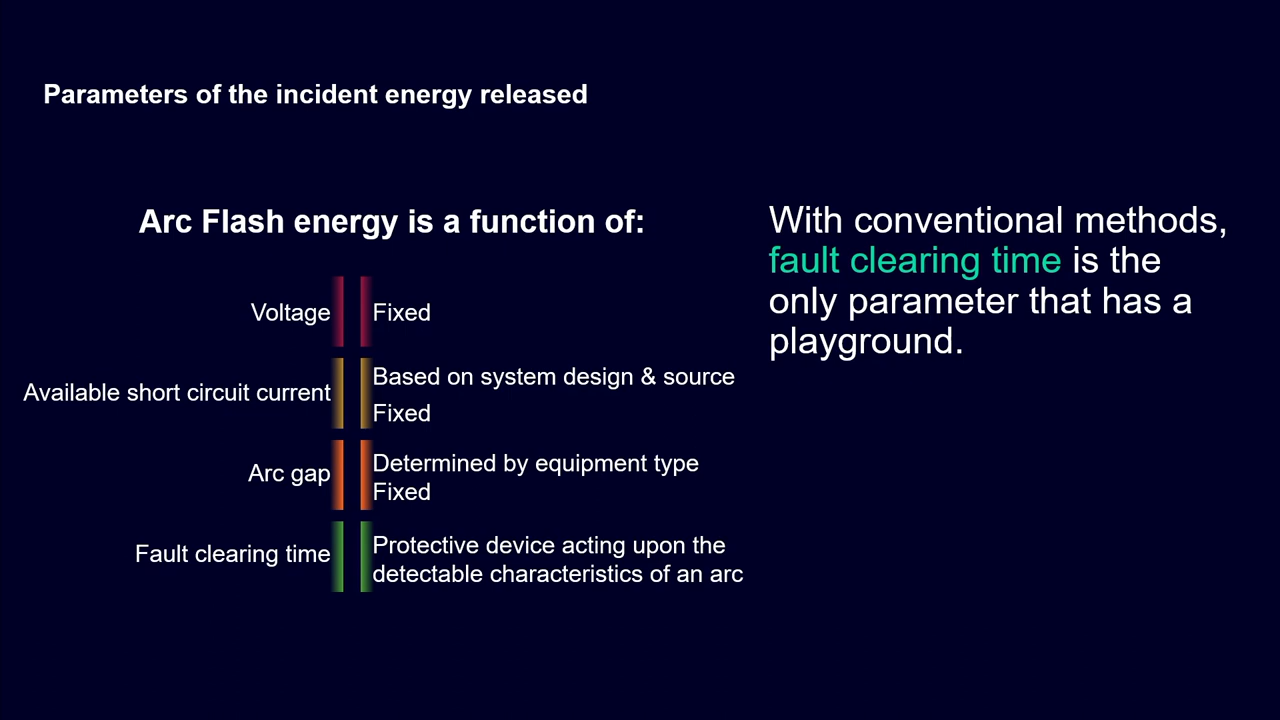 Parameters of the incident energy released
Arc Flash energy is a function of:
Voltage
Fixed
Available short circuit current
Based on system design & source
Fixed
Arc gap
Determined by equipment type
Fixed
Fault clearing time
Protective device acting upon the
detectable characteristics of an arc
With conventional methods,
fault clearing time is the
only parameter that has a
playground.